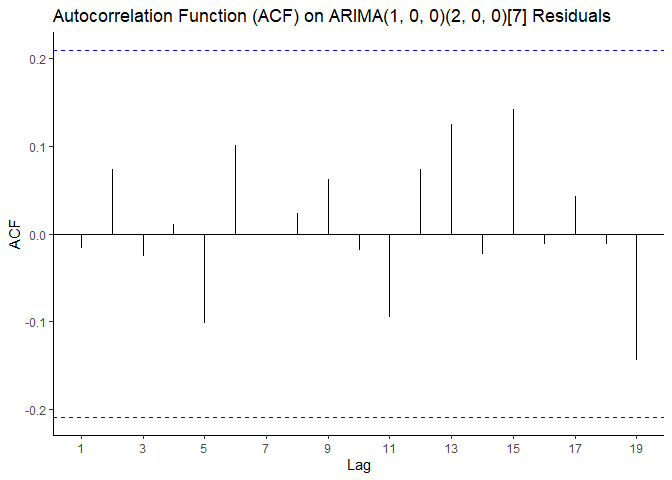 Autocorrelation Function (ACF) on ARIMA(1, 0, 0)(2, 0, 0)[7] Residuals
ACF
0.2
0.1
0.0
-0.1
-0.2
1 3 5 7 9 11 13 15 17 19
Lag